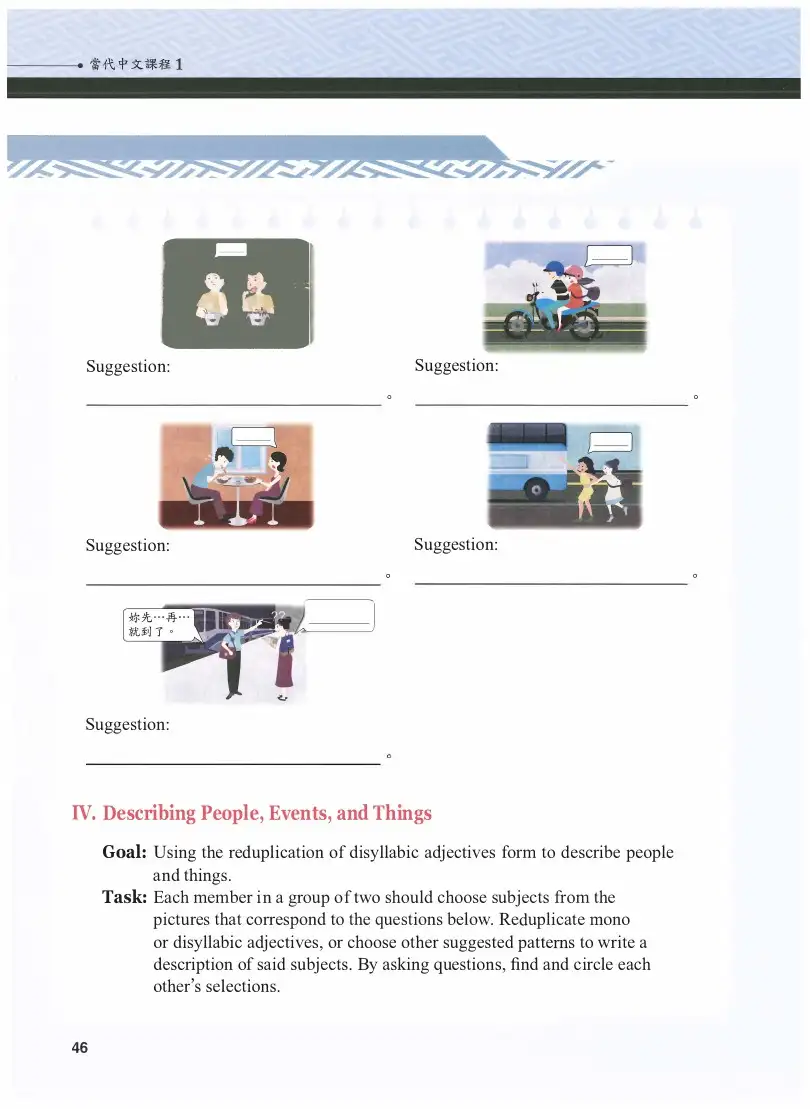 當代中文課程 1
Suggestion:
。
Suggestion:
。
Suggestion:
。
Suggestion:
。
妳先…再…
就到了。
??
Suggestion:
。
IV. Describing People, Events, and Things
Goal: Using the reduplication of disyllabic adjectives form to describe people
and things.
Task: Each member in a group of two should choose subjects from the
pictures that correspond to the questions below. Reduplicate mono
or disyllabic adjectives, or choose other suggested patterns to write a
description of said subjects. By asking questions, find and circle each
other's selections.
46